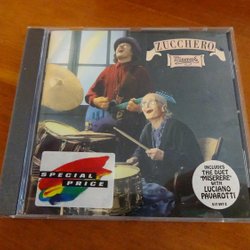 ZUCCHERO
Miserere
SPECIAL
PRICE
INCLUDES
THE DUET
"MISERERE"
WITH
LUCIANO
PAVAROTTI